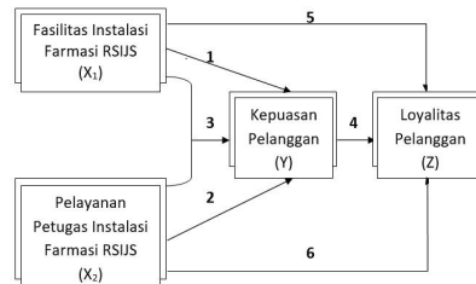 Fasilitas Instalasi
Farmasi RSIJS
(X₁)
5
1
3
Kepuasan
Pelanggan
(Y)
4
Loyalitas
Pelanggan
(Z)
Pelayanan
Petugas Instalasi
Farmasi RSIJS
(X₂)
2
6